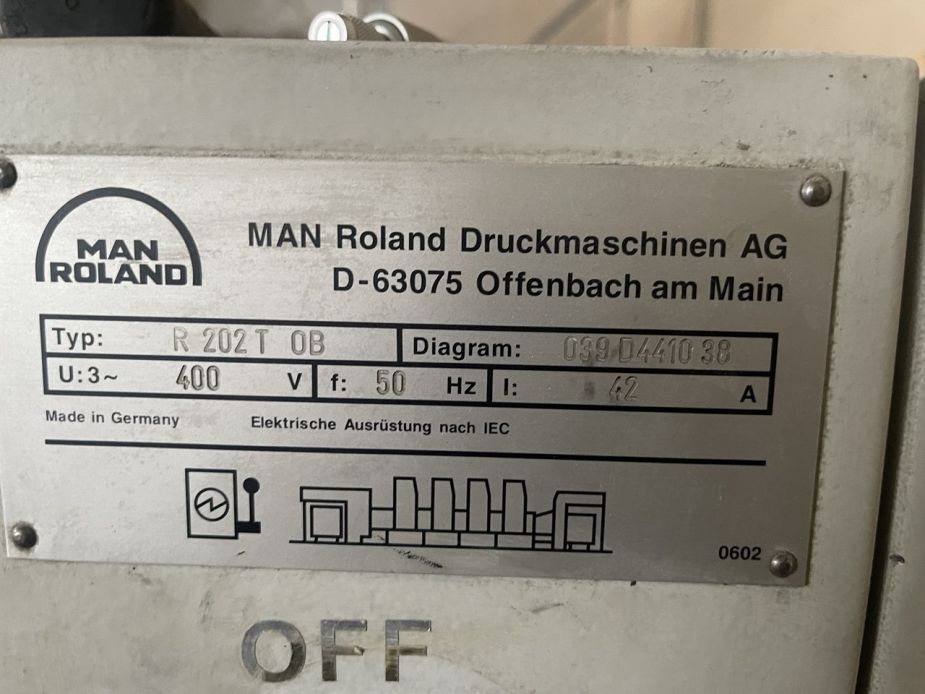 MAN
ROLAND
MAN Roland Druckmaschinen AG
D-63075 Offenbach am Main
Typ: R 202 T OB Diagram: 039 D4410 38
U:3~ 400 V f: 50 Hz I: 42 A
Made in Germany Elektrische Ausrüstung nach IEC
0602
OFF